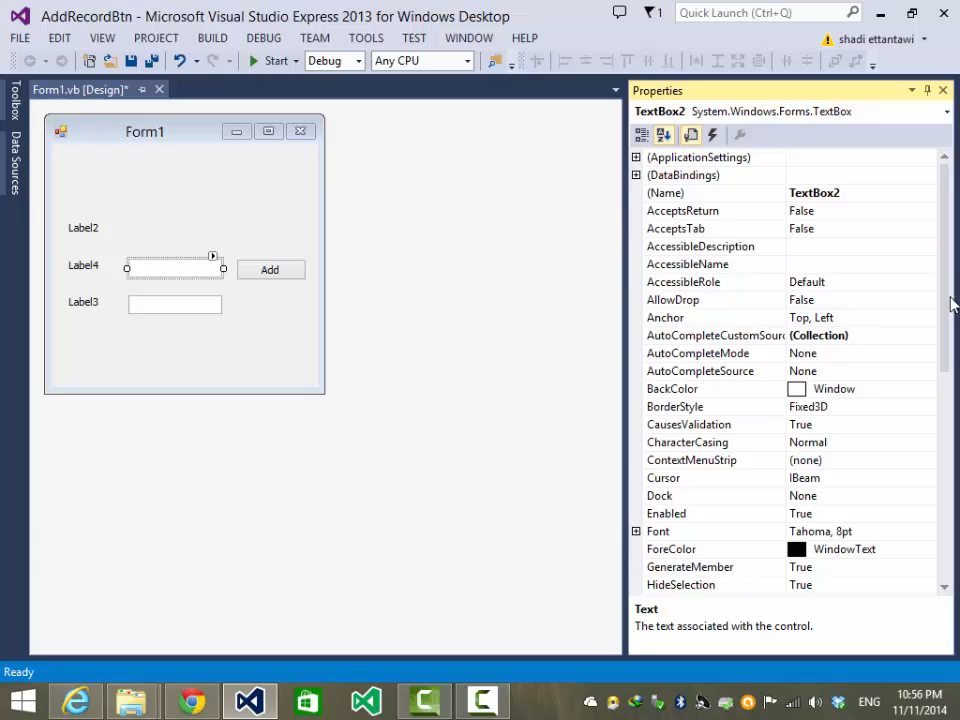 AddRecordBtn - Microsoft Visual Studio Express 2013 for Windows Desktop
1
Quick Launch (Ctrl+Q)
FILE EDIT VIEW PROJECT BUILD DEBUG TEAM TOOLS TEST WINDOW HELP
shadi ettantawi
Start Debug Any CPU
Toolbox
Data Sources
Form1.vb [Design]*
Form1
Label2
Label4
Add
Label3
Properties
TextBox2 System.Windows.Forms.TextBox
(ApplicationSettings)
(DataBindings)
(Name) TextBox2
AcceptsReturn False
AcceptsTab False
AccessibleDescription
AccessibleName
AccessibleRole Default
AllowDrop False
Anchor Top, Left
AutoCompleteCustomSourc (Collection)
AutoCompleteMode None
AutoCompleteSource None
BackColor Window
BorderStyle Fixed3D
CausesValidation True
CharacterCasing Normal
ContextMenuStrip (none)
Cursor IBeam
Dock None
Enabled True
Font Tahoma, 8pt
ForeColor WindowText
GenerateMember True
HideSelection True
Text
The text associated with the control.
Ready
ENG
10:56 PM
11/11/2014